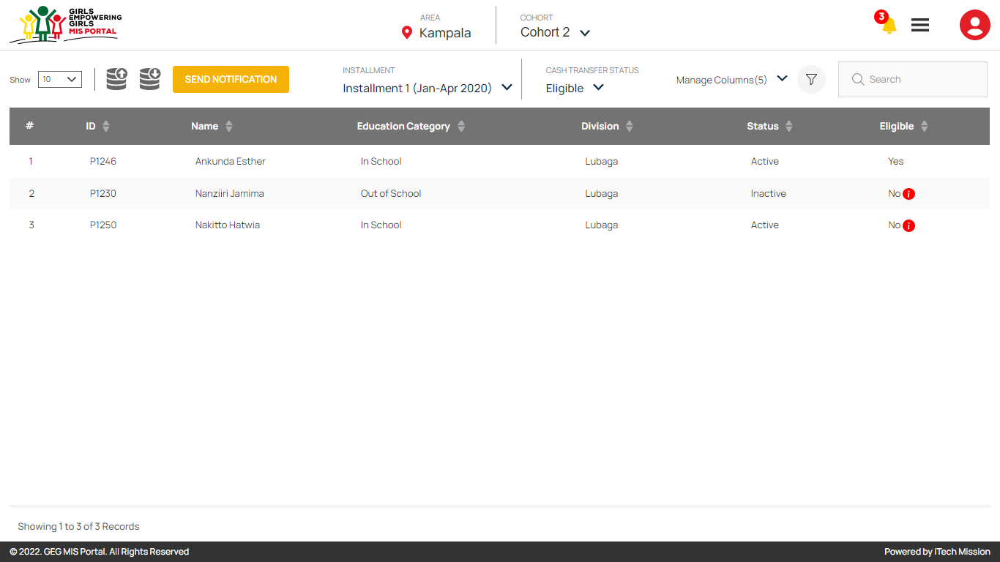 GIRLS
EMPOWERING
GIRLS
MIS PORTAL
AREA
Kampala
COHORT
Cohort 2
3
Show 10
SEND NOTIFICATION
INSTALLMENT
Installment 1 (Jan-Apr 2020)
CASH TRANSFER STATUS
Eligible
Manage Columns(5)
Search
# ID Name Education Category Division Status Eligible
1 P1246 Ankunda Esther In School Lubaga Active Yes
2 P1230 Nanziiri Jamima Out of School Lubaga Inactive No i
3 P1250 Nakitto Hatwia In School Lubaga Active No i
Showing 1 to 3 of 3 Records
© 2022. GEG MIS Portal. All Rights Reserved Powered by iTech Mission